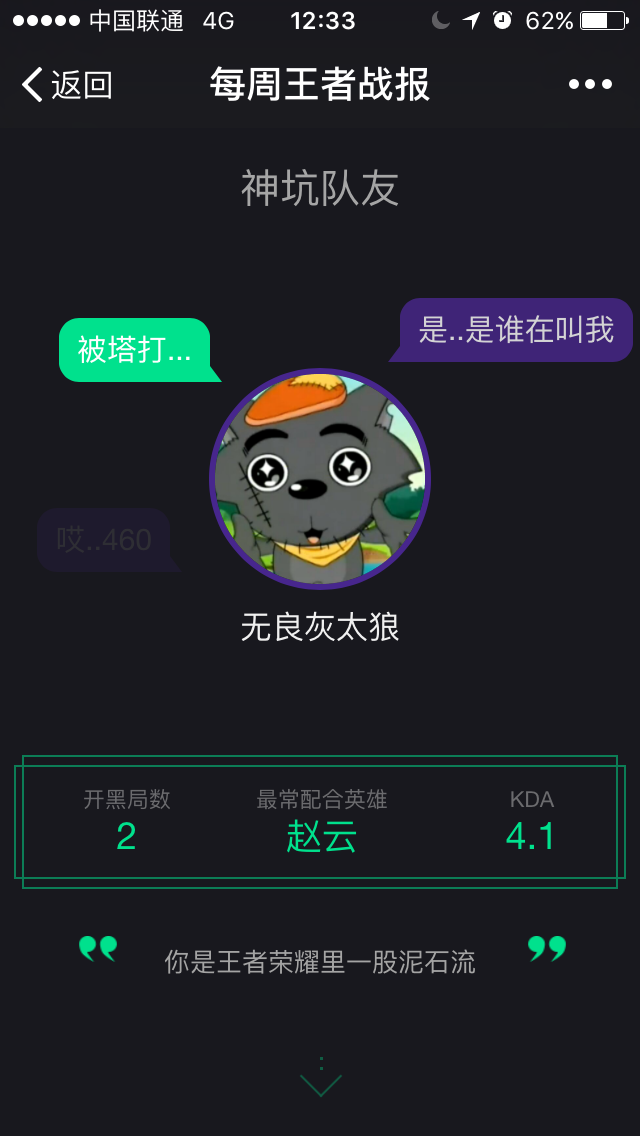 中国联通 4G 12:33 62%
返回 每周王者战报
神坑队友
是..是谁在叫我
被塔打...
哎..460
无良灰太狼
开黑局数 最常配合英雄 KDA
2 赵云 4.1
你是王者荣耀里一股泥石流